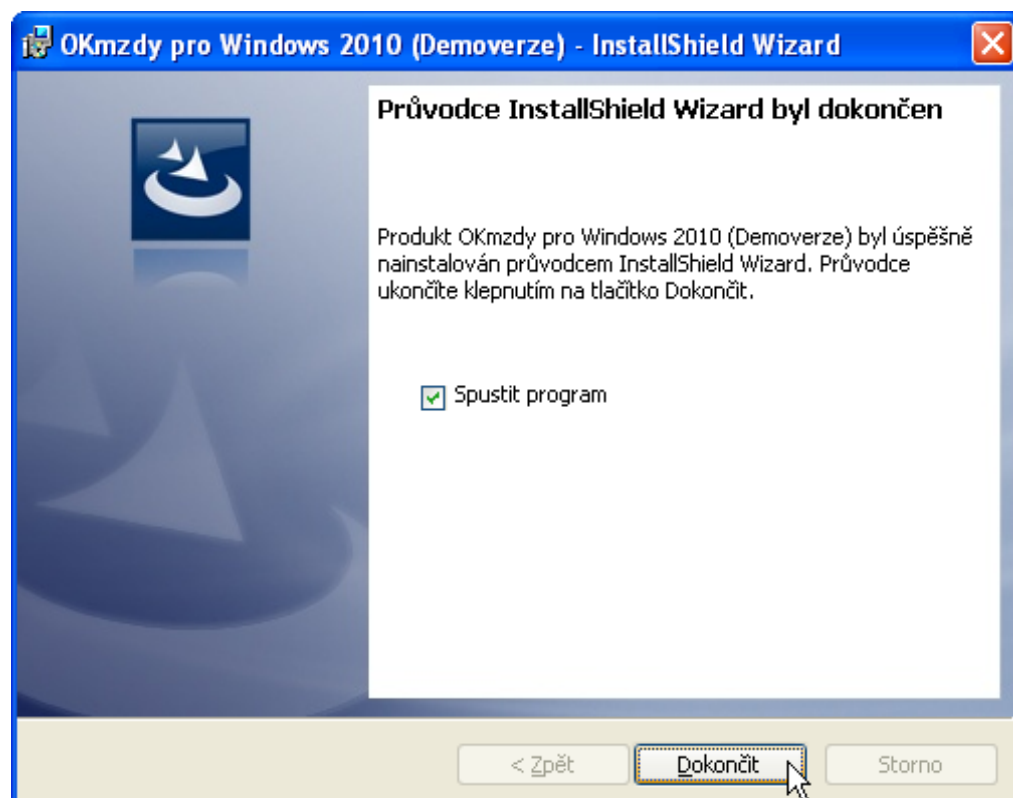 OKmzdy pro Windows 2010 (Demoverze) - InstallShield Wizard
Průvodce InstallShield Wizard byl dokončen
Produkt OKmzdy pro Windows 2010 (Demoverze) byl úspěšně
nainstalován průvodcem InstallShield Wizard. Průvodce
ukončíte klepnutím na tlačítko Dokončit.
Spustit program
< Zpět
Dokončit
Storno